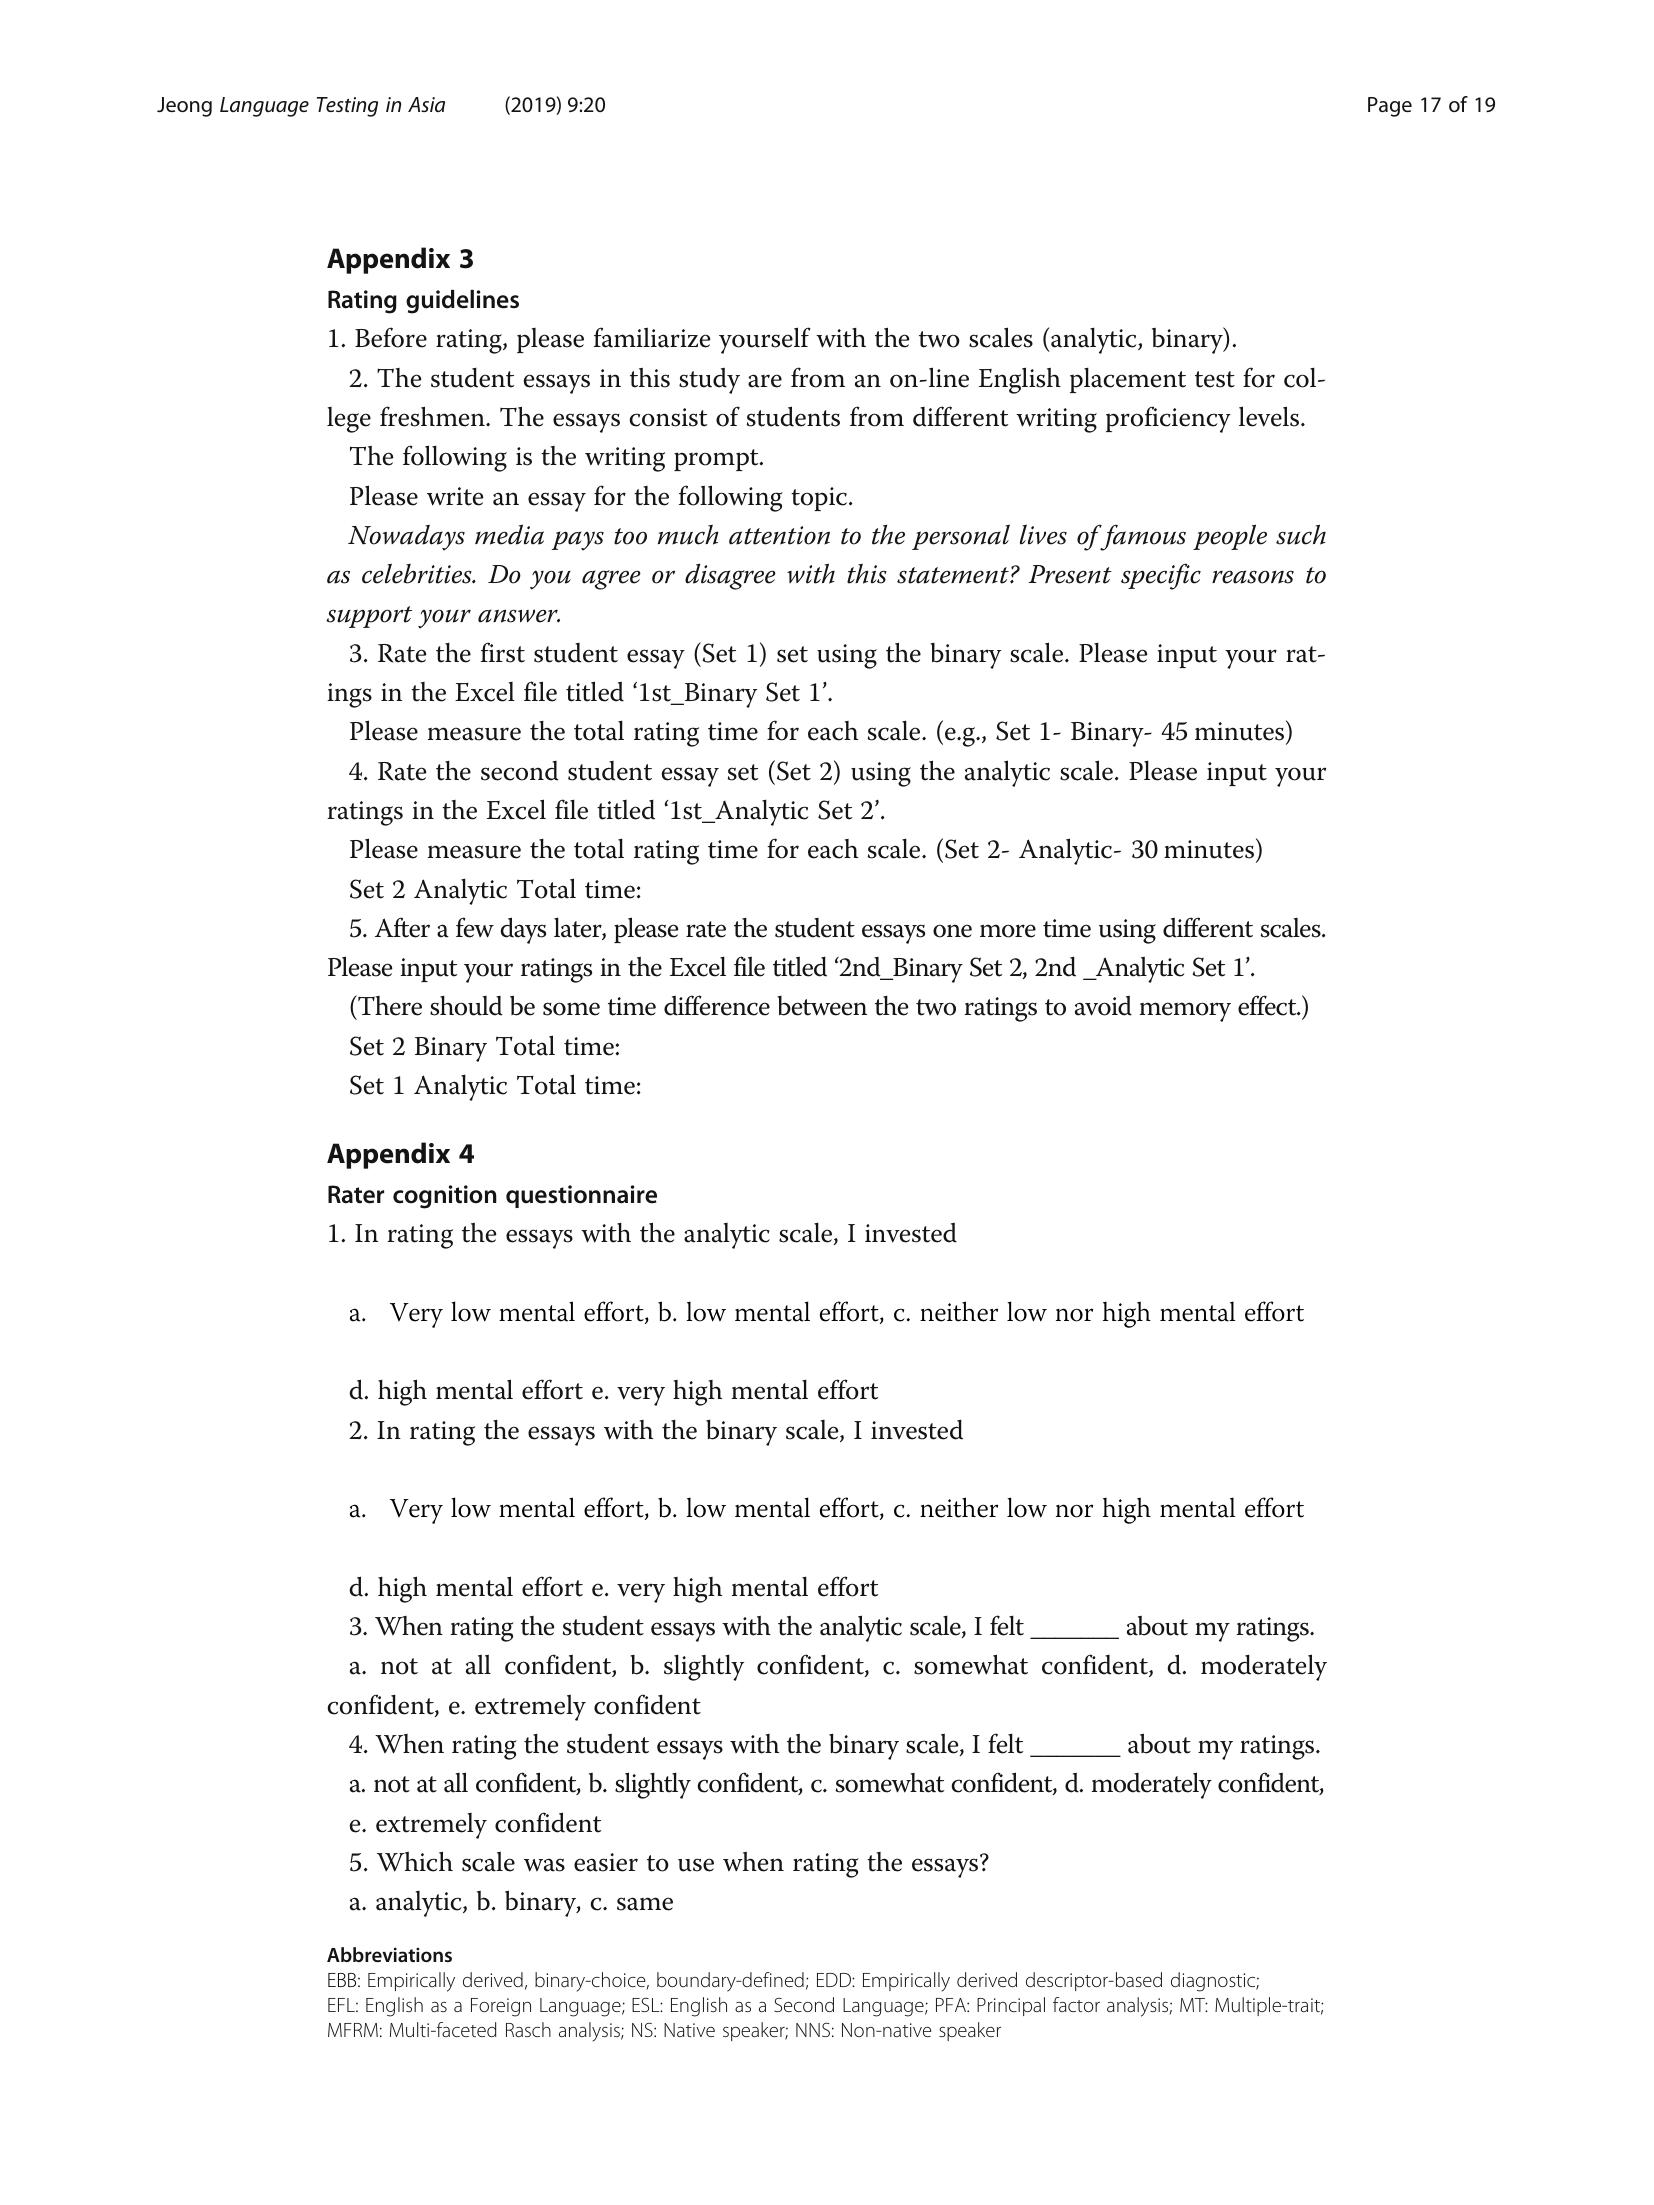 Jeong Language Testing in Asia (2019) 9:20 Page 17 of 19
Appendix 3
Rating guidelines
1. Before rating, please familiarize yourself with the two scales (analytic, binary).
2. The student essays in this study are from an on-line English placement test for col-
lege freshmen. The essays consist of students from different writing proficiency levels.
The following is the writing prompt.
Please write an essay for the following topic.
Nowadays media pays too much attention to the personal lives of famous people such
as celebrities. Do you agree or disagree with this statement? Present specific reasons to
support your answer.
3. Rate the first student essay (Set 1) set using the binary scale. Please input your rat-
ings in the Excel file titled ‘1st_Binary Set 1’.
Please measure the total rating time for each scale. (e.g., Set 1- Binary- 45 minutes)
4. Rate the second student essay set (Set 2) using the analytic scale. Please input your
ratings in the Excel file titled ‘1st_Analytic Set 2’.
Please measure the total rating time for each scale. (Set 2- Analytic- 30 minutes)
Set 2 Analytic Total time:
5. After a few days later, please rate the student essays one more time using different scales.
Please input your ratings in the Excel file titled ‘2nd_Binary Set 2, 2nd _Analytic Set 1’.
(There should be some time difference between the two ratings to avoid memory effect.)
Set 2 Binary Total time:
Set 1 Analytic Total time:
Appendix 4
Rater cognition questionnaire
1. In rating the essays with the analytic scale, I invested
a. Very low mental effort, b. low mental effort, c. neither low nor high mental effort
d. high mental effort e. very high mental effort
2. In rating the essays with the binary scale, I invested
a. Very low mental effort, b. low mental effort, c. neither low nor high mental effort
d. high mental effort e. very high mental effort
3. When rating the student essays with the analytic scale, I felt _______ about my ratings.
a. not at all confident, b. slightly confident, c. somewhat confident, d. moderately
confident, e. extremely confident
4. When rating the student essays with the binary scale, I felt _______ about my ratings.
a. not at all confident, b. slightly confident, c. somewhat confident, d. moderately confident,
e. extremely confident
5. Which scale was easier to use when rating the essays?
a. analytic, b. binary, c. same
Abbreviations
EBB: Empirically derived, binary-choice, boundary-defined; EDD: Empirically derived descriptor-based diagnostic;
EFL: English as a Foreign Language; ESL: English as a Second Language; PFA: Principal factor analysis; MT: Multiple-trait;
MFRM: Multi-faceted Rasch analysis; NS: Native speaker; NNS: Non-native speaker